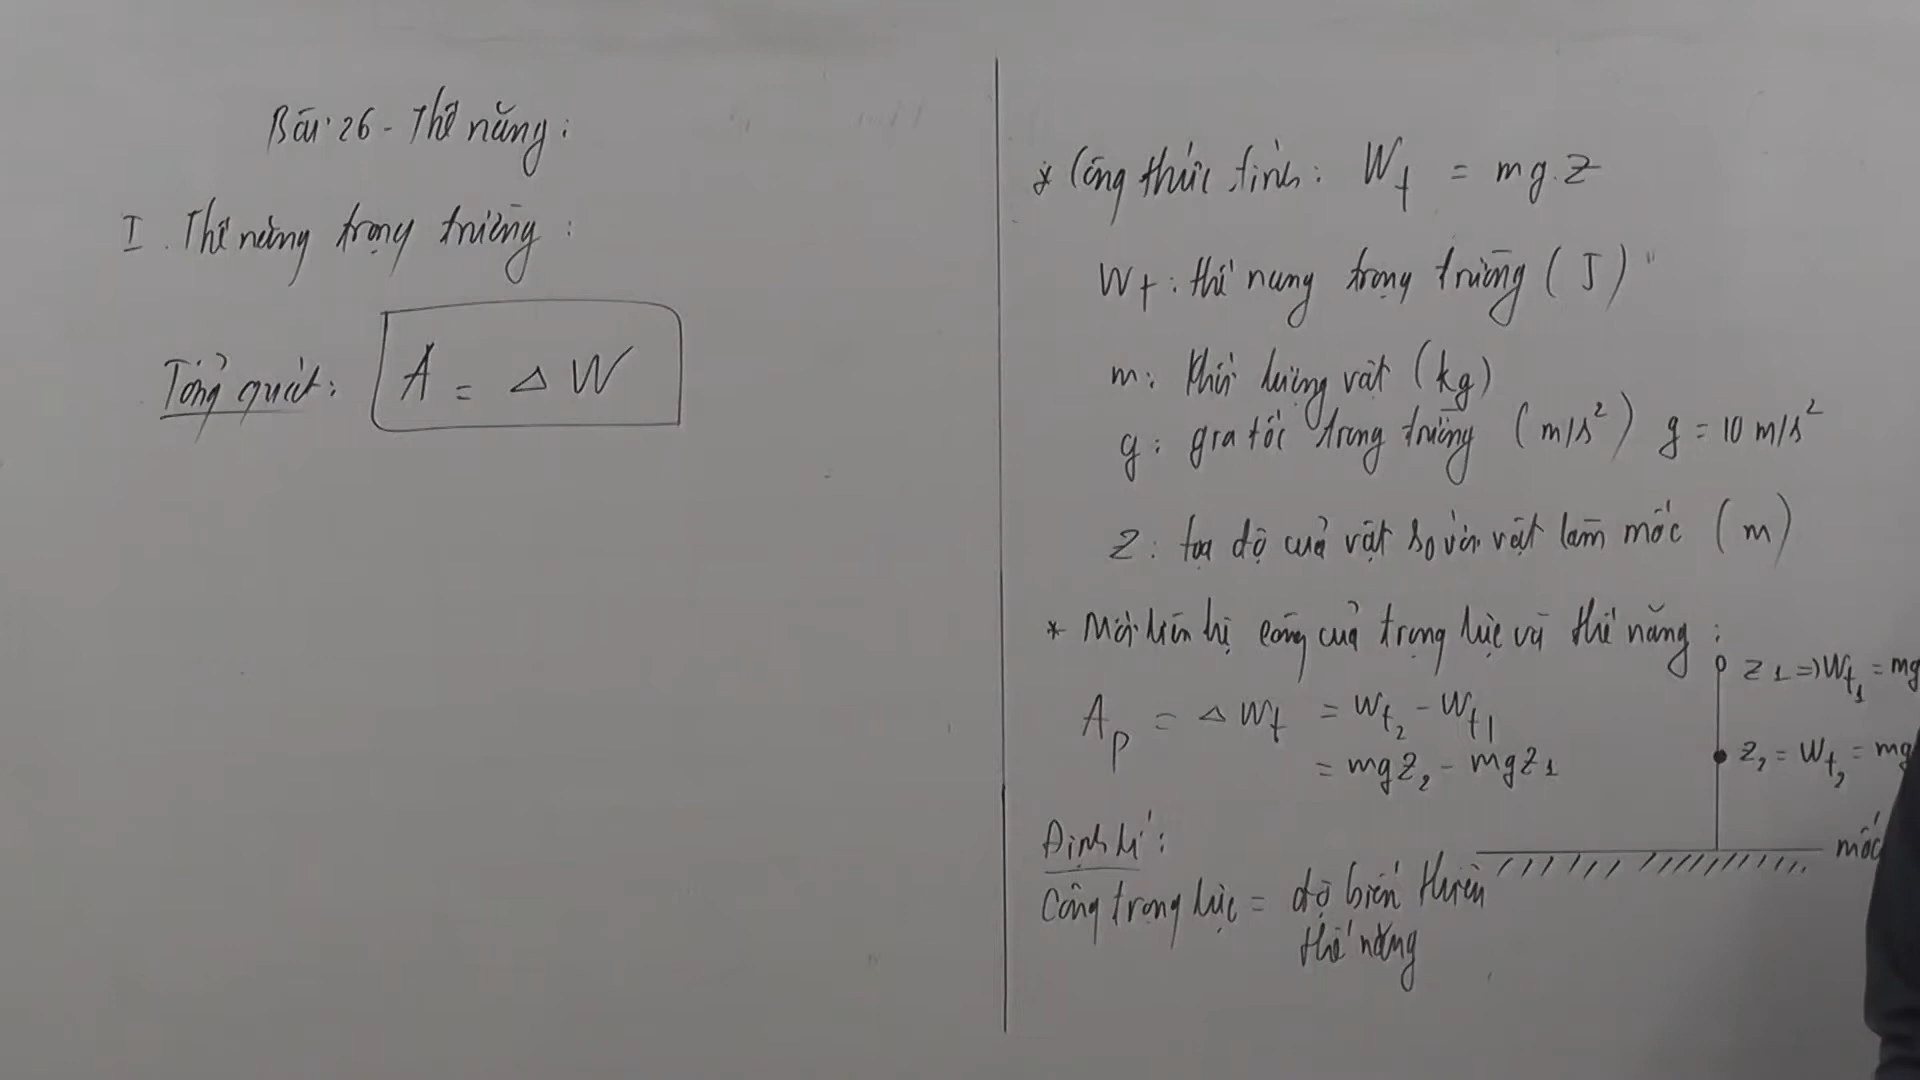 Bài 26 - Thế năng:
I. Thế năng trọng trường:
Tổng quát: A = ΔW
* Công thức tính: Wt = mg.z
Wt: thế năng trọng trường (J)
m: khối lượng vật (kg)
g: gia tốc trọng trường (m/s²) g = 10 m/s²
z: tọa độ của vật so với vật làm mốc (m)
* Mối liên hệ công của trọng lực và thế năng:
z1 => Wt1 = mg
Ap = ΔWt = Wt2 - Wt1
z2 = Wt2 = mg
= mgz2 - mgz1
mốc
Định lí:
Công trọng lực = độ biến thiên
thế năng